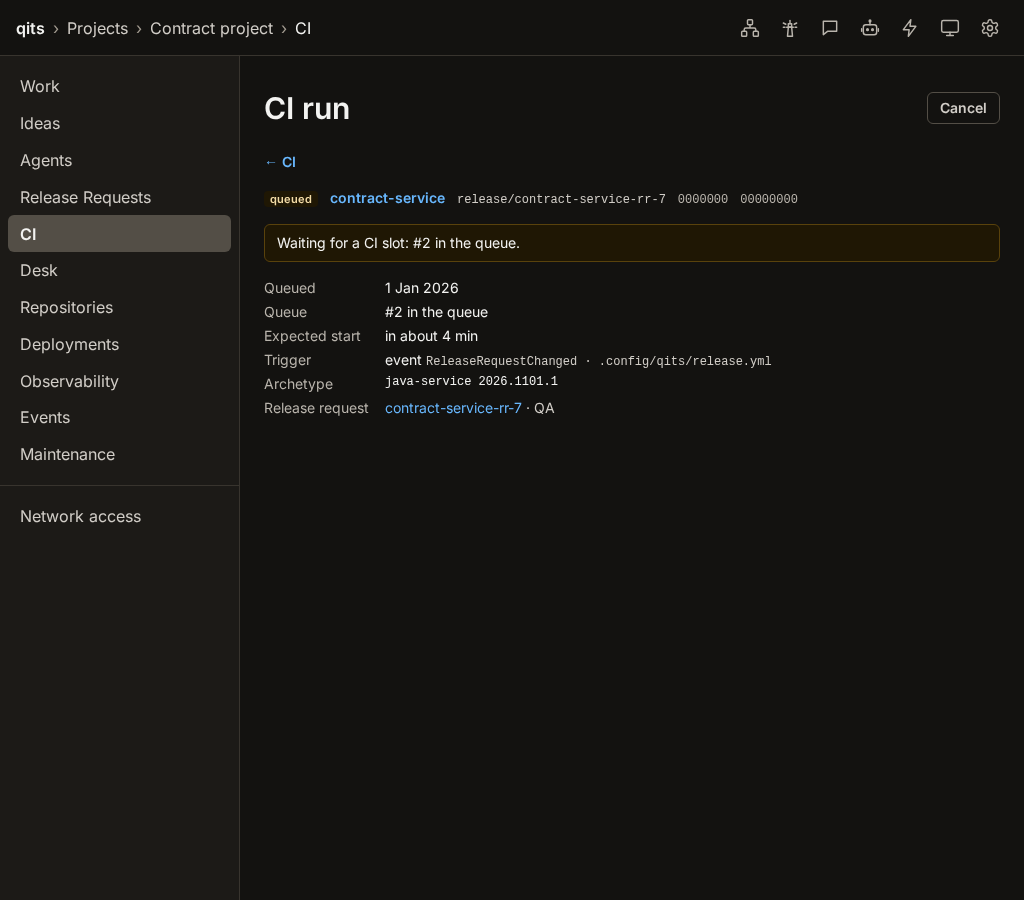 qits › Projects › Contract project › CI
Work
Ideas
Agents
Release Requests
CI
Desk
Repositories
Deployments
Observability
Events
Maintenance
Network access
CI run
Cancel
← CI
queued contract-service release/contract-service-rr-7 0000000 00000000
Waiting for a CI slot: #2 in the queue.
Queued 1 Jan 2026
Queue #2 in the queue
Expected start in about 4 min
Trigger event ReleaseRequestChanged · .config/qits/release.yml
Archetype java-service 2026.1101.1
Release request contract-service-rr-7 · QA